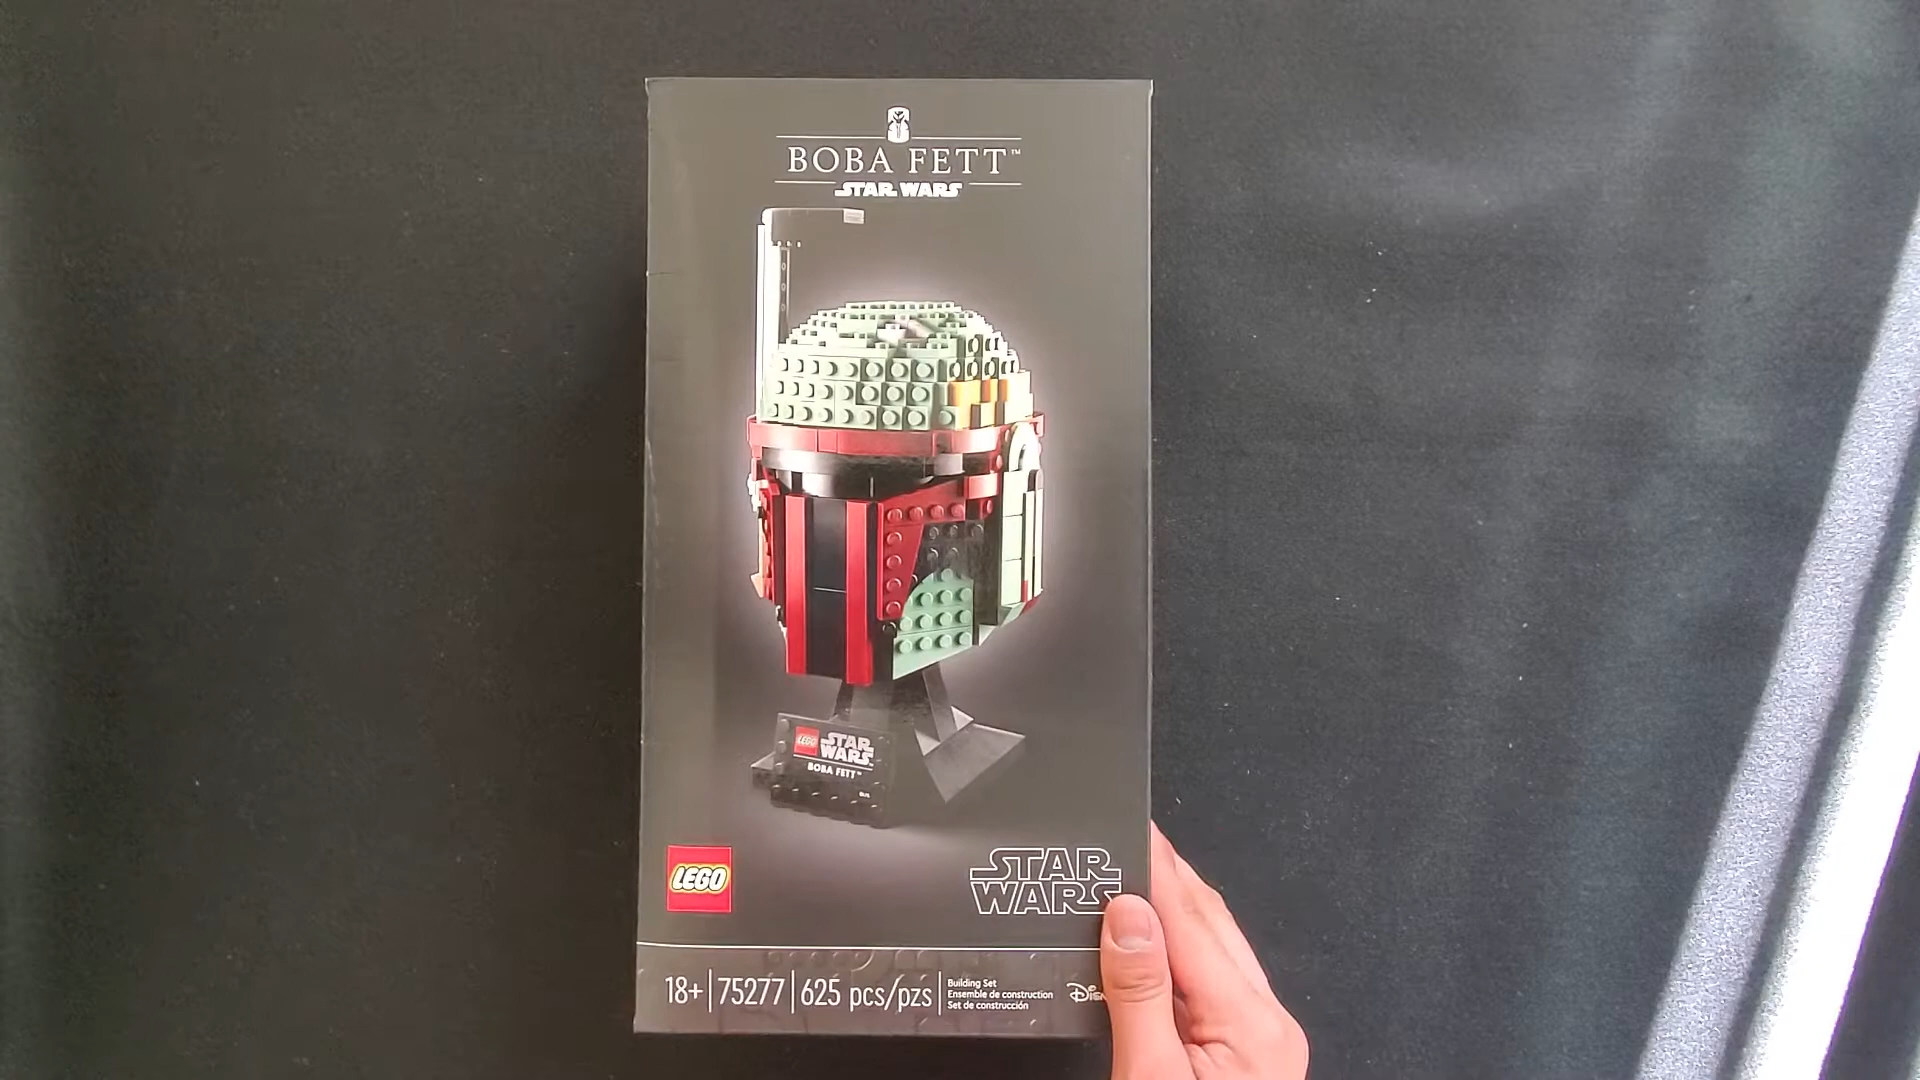 BOBA FETT™
STAR WARS
LEGO STAR WARS™
BOBA FETT™
LEGO
STAR WARS
18+ 75277 625 pcs/pzs
Building Set
Ensemble de construction
Set de construcción